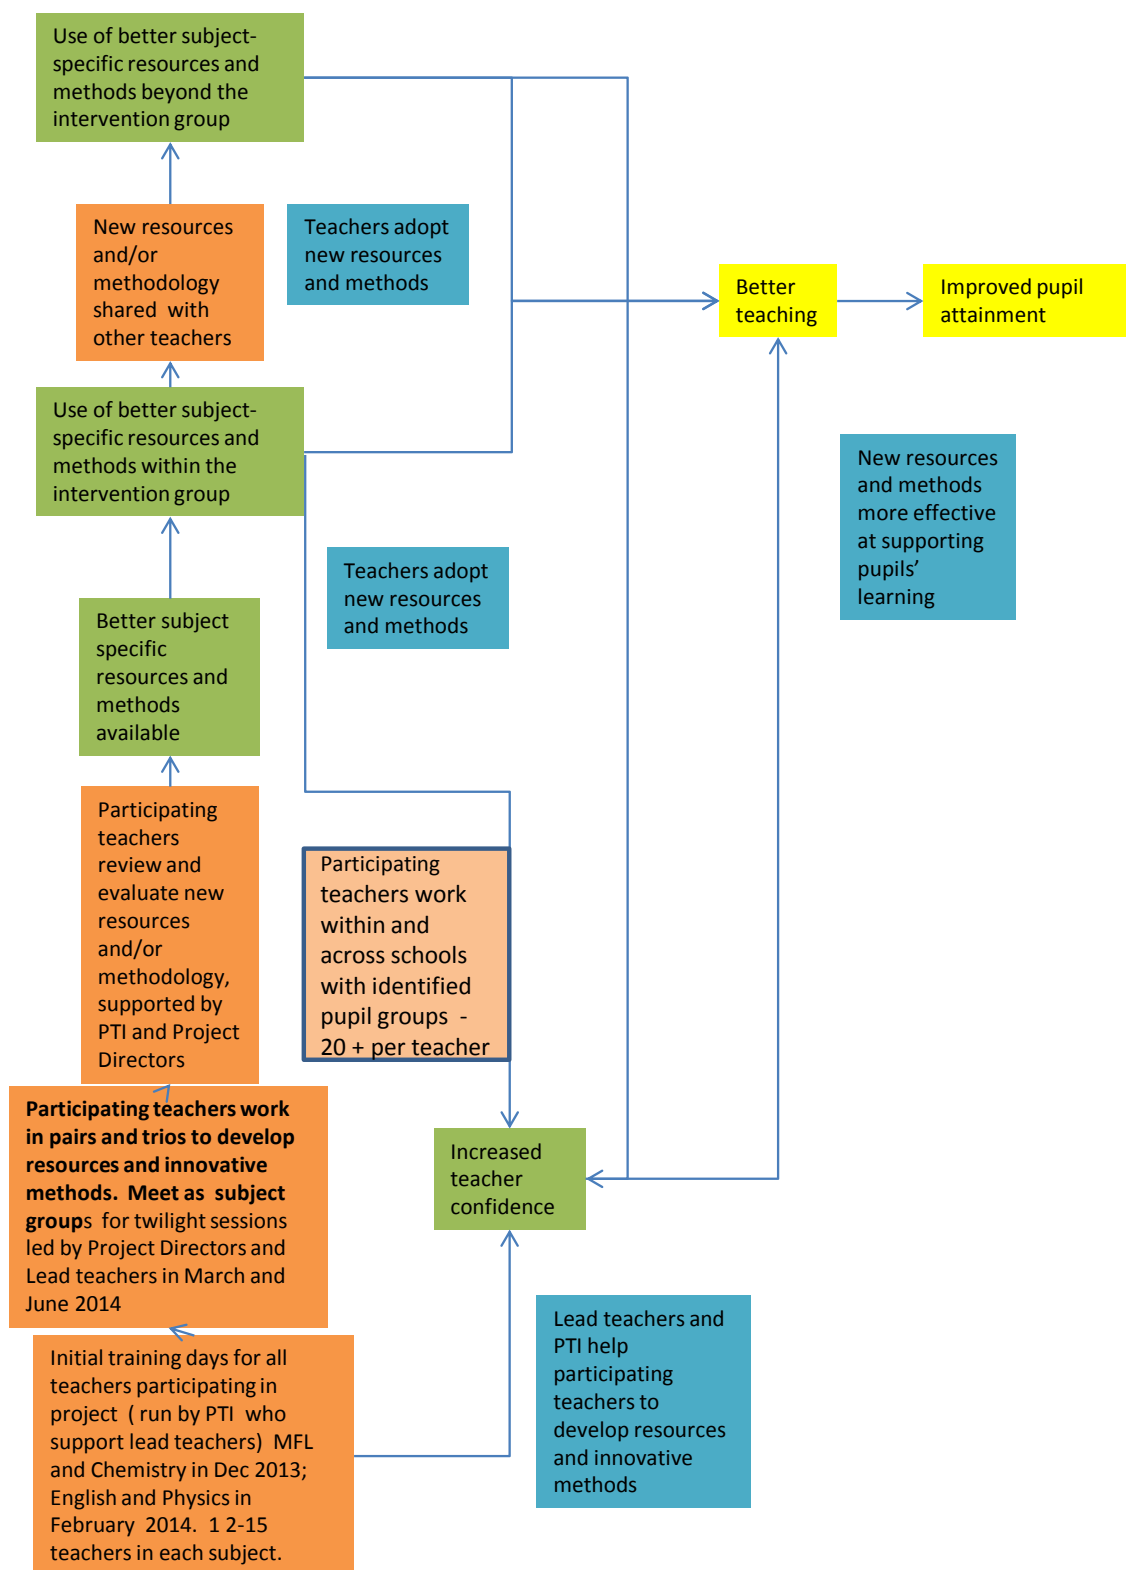 Use of better subject-
specific resources and
methods beyond the
intervention group
New resources
and/or
methodology
shared with
other teachers
Teachers adopt
new resources
and methods
Better
teaching
Improved pupil
attainment
Use of better subject-
specific resources and
methods within the
intervention group
New resources
and methods
more effective
at supporting
pupils’
learning
Teachers adopt
new resources
and methods
Better subject
specific
resources and
methods
available
Participating
teachers
review and
evaluate new
resources
and/or
methodology,
supported by
PTI and Project
Directors
Participating
teachers work
within and
across schools
with identified
pupil groups -
20 + per teacher
Participating teachers work
in pairs and trios to develop
resources and innovative
methods. Meet as subject
groups for twilight sessions
led by Project Directors and
Lead teachers in March and
June 2014
Increased
teacher
confidence
Lead teachers and
PTI help
participating
teachers to
develop resources
and innovative
methods
Initial training days for all
teachers participating in
project ( run by PTI who
support lead teachers) MFL
and Chemistry in Dec 2013;
English and Physics in
February 2014. 1 2-15
teachers in each subject.